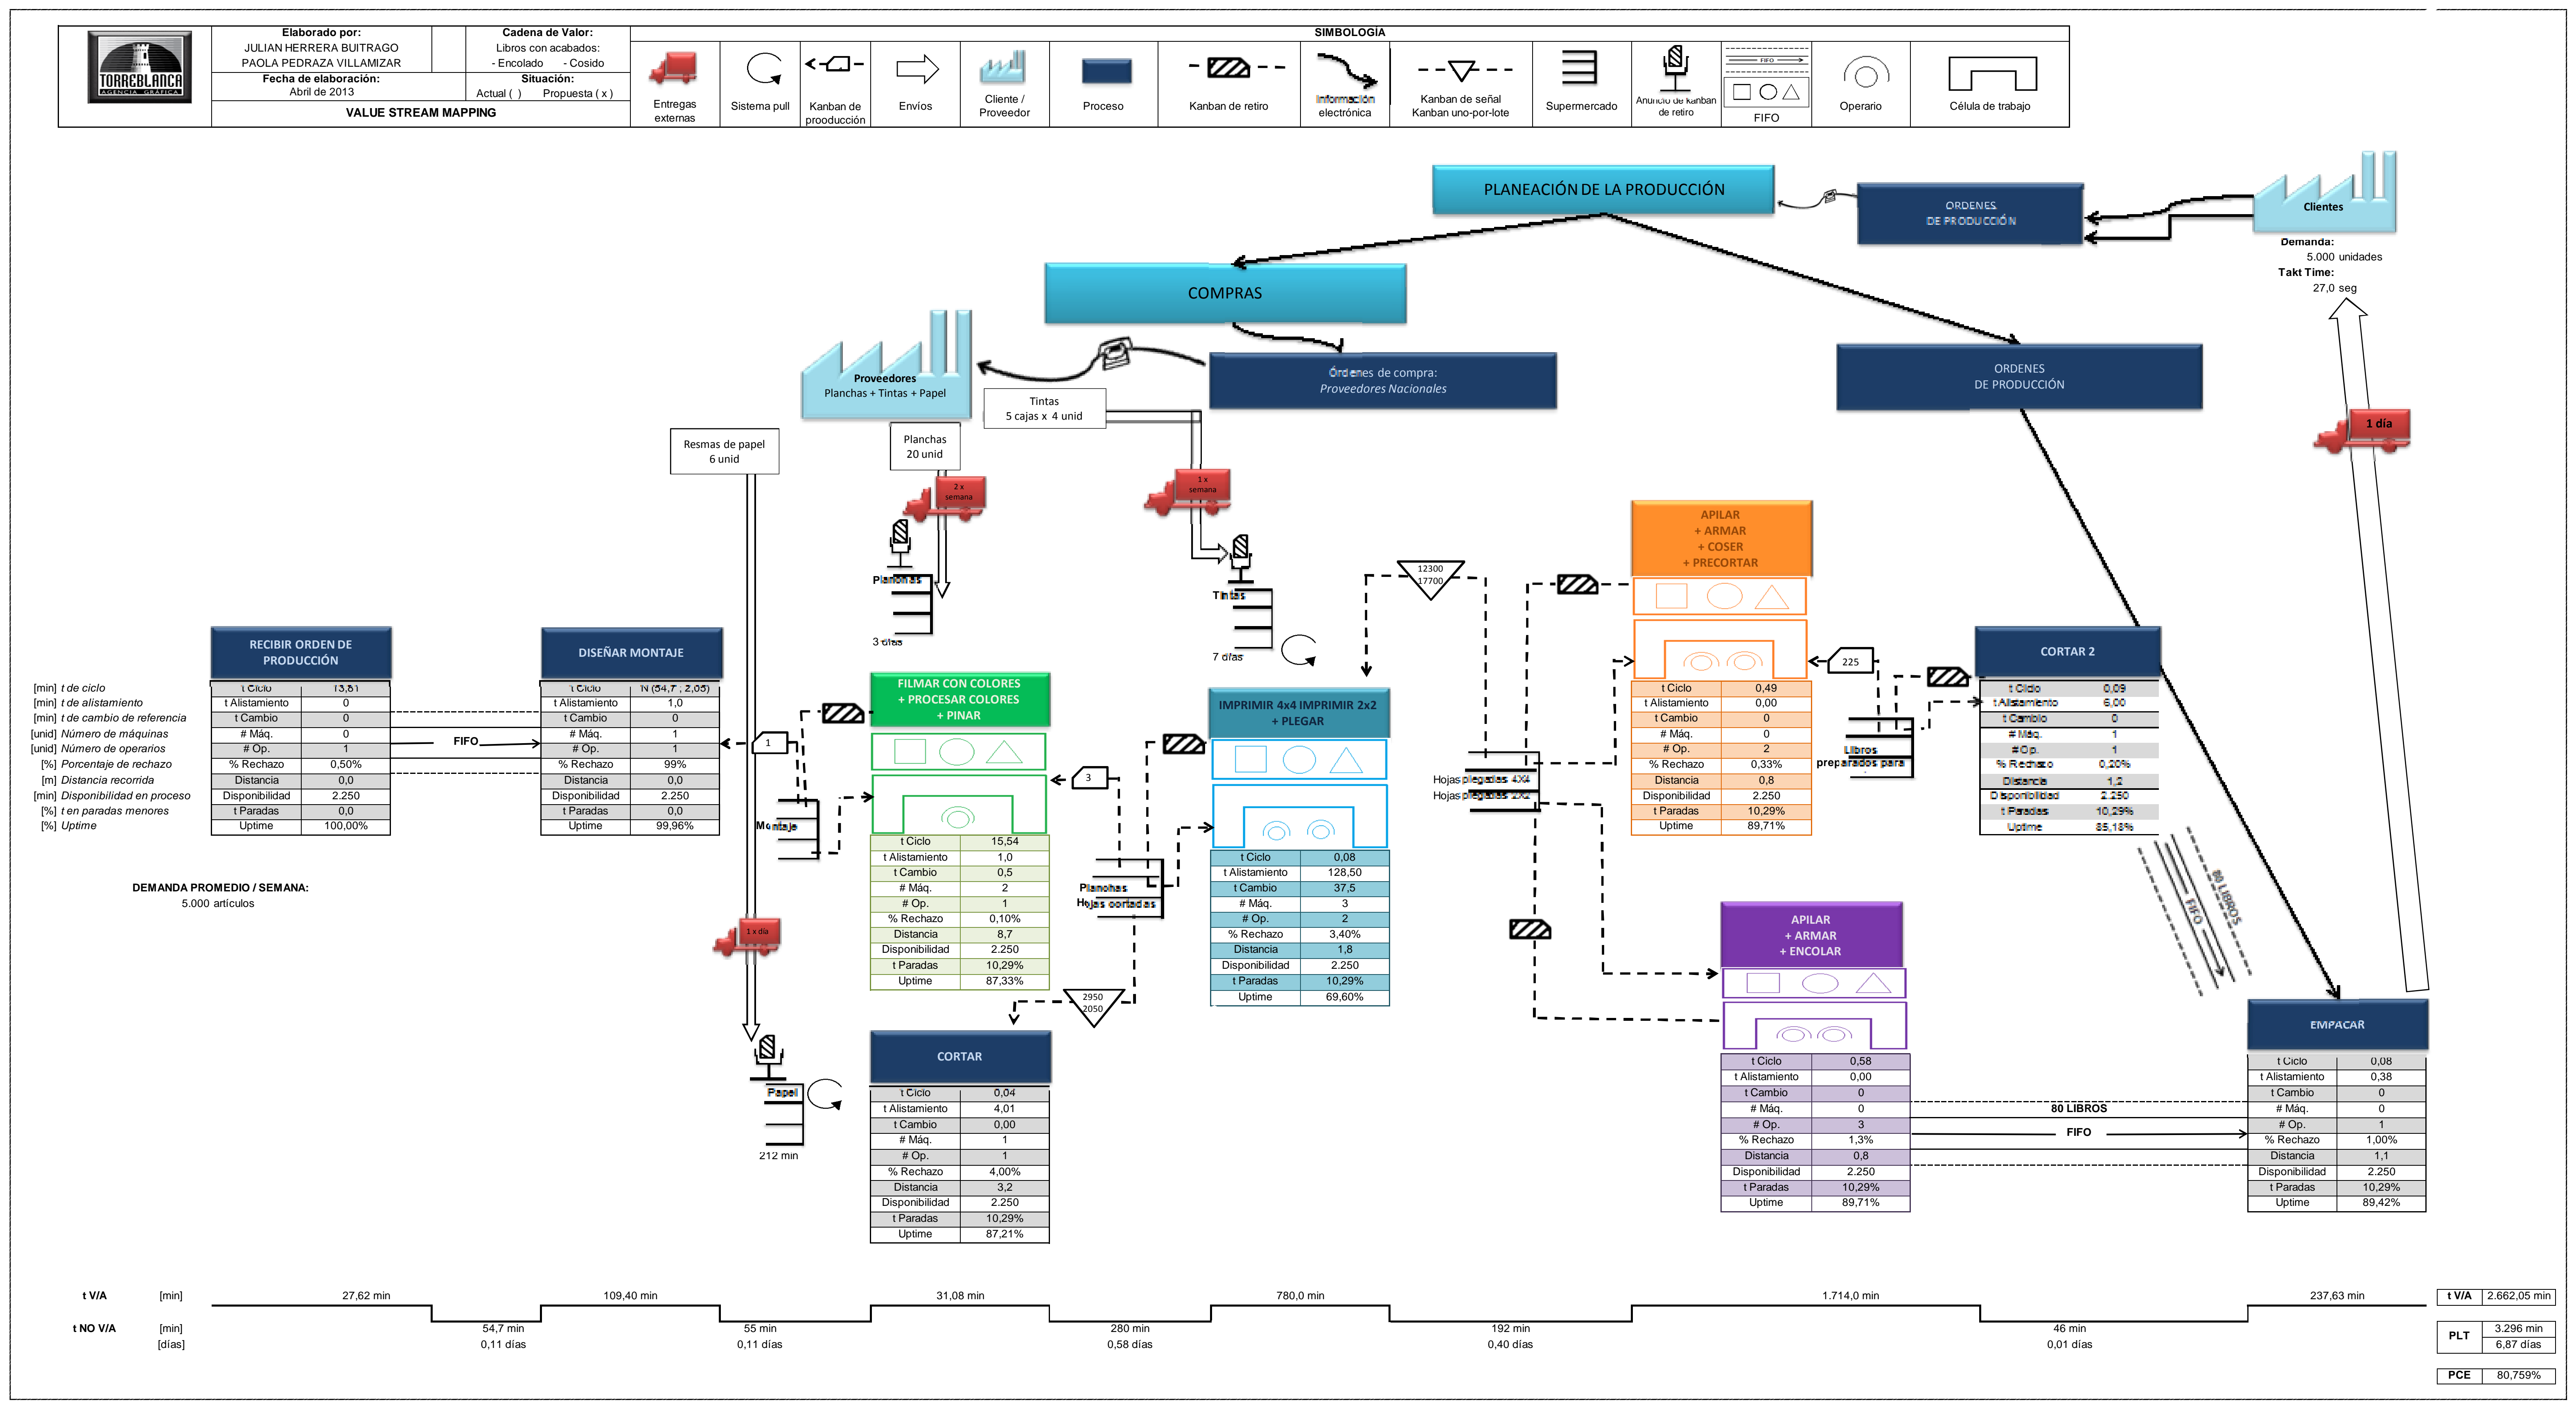 TORREBLANCA
AGENCIA GRÁFICA
Elaborado por:
JULIAN HERRERA BUITRAGO
PAOLA PEDRAZA VILLAMIZAR
Fecha de elaboración:
Abril de 2013
Cadena de Valor:
Libros con acabados:
- Encolado - Cosido
Situación:
Actual ( ) Propuesta ( x )
VALUE STREAM MAPPING
SIMBOLOGÍA
Entregas
externas
Sistema pull
Kanban de
prooducción
Envíos
Cliente /
Proveedor
Proceso
Kanban de retiro
Información
electrónica
Kanban de señal
Kanban uno-por-lote
Supermercado
Anuncio de kanban
de retiro
FIFO
FIFO
Operario
Célula de trabajo
PLANEACIÓN DE LA PRODUCCIÓN
ORDENES
DE PRODUCCIÓN
Clientes
Demanda:
5.000 unidades
Takt Time:
27,0 seg
COMPRAS
Órdenes de compra:
Proveedores Nacionales
ORDENES
DE PRODUCCIÓN
Proveedores
Planchas + Tintas + Papel
Tintas
5 cajas x 4 unid
Resmas de papel
6 unid
Planchas
20 unid
2 x
semana
1 x
semana
1 día
Planchas
3 días
Tintas
7 días
12300
17700
APILAR
+ ARMAR
+ COSER
+ PRECORTAR
RECIBIR ORDEN DE
PRODUCCIÓN
DISEÑAR MONTAJE
FILMAR CON COLORES
+ PROCESAR COLORES
+ PINAR
IMPRIMIR 4x4 IMPRIMIR 2x2
+ PLEGAR
CORTAR 2
[min] t de ciclo
[min] t de alistamiento
[min] t de cambio de referencia
[unid] Número de máquinas
[unid] Número de operarios
[%] Porcentaje de rechazo
[m] Distancia recorrida
[min] Disponibilidad en proceso
[%] t en paradas menores
[%] Uptime
t Ciclo 13,81
t Alistamiento 0
t Cambio 0
# Máq. 0
# Op. 1
% Rechazo 0,50%
Distancia 0,0
Disponibilidad 2.250
t Paradas 0,0
Uptime 100,00%
FIFO
t Ciclo N (54,7 ; 2,05)
t Alistamiento 1,0
t Cambio 0
# Máq. 1
# Op. 1
% Rechazo 99%
Distancia 0,0
Disponibilidad 2.250
t Paradas 0,0
Uptime 99,96%
1
Montaje
t Ciclo 15,54
t Alistamiento 1,0
t Cambio 0,5
# Máq. 2
# Op. 1
% Rechazo 0,10%
Distancia 8,7
Disponibilidad 2.250
t Paradas 10,29%
Uptime 87,33%
3
Planchas
Hojas cortadas
2950
2050
t Ciclo 0,08
t Alistamiento 128,50
t Cambio 37,5
# Máq. 3
# Op. 2
% Rechazo 3,40%
Distancia 1,8
Disponibilidad 2.250
t Paradas 10,29%
Uptime 69,60%
Hojas plegadas 4X4
Hojas plegadas 2X2
t Ciclo 0,49
t Alistamiento 0,00
t Cambio 0
# Máq. 0
# Op. 2
% Rechazo 0,33%
Distancia 0,8
Disponibilidad 2.250
t Paradas 10,29%
Uptime 89,71%
225
Libros
preparados para
t Ciclo 0,09
t Alistamiento 6,00
t Cambio 0
# Máq. 1
# Op. 1
% Rechazo 0,20%
Distancia 1,2
Disponibilidad 2.250
t Paradas 10,29%
Uptime 85,18%
80 LIBROS
FIFO
DEMANDA PROMEDIO / SEMANA:
5.000 artículos
1 x día
Papel
212 min
CORTAR
t Ciclo 0,04
t Alistamiento 4,01
t Cambio 0,00
# Máq. 1
# Op. 1
% Rechazo 4,00%
Distancia 3,2
Disponibilidad 2.250
t Paradas 10,29%
Uptime 87,21%
APILAR
+ ARMAR
+ ENCOLAR
t Ciclo 0,58
t Alistamiento 0,00
t Cambio 0
# Máq. 0
# Op. 3
% Rechazo 1,3%
Distancia 0,8
Disponibilidad 2.250
t Paradas 10,29%
Uptime 89,71%
80 LIBROS
FIFO
EMPACAR
t Ciclo 0,08
t Alistamiento 0,38
t Cambio 0
# Máq. 0
# Op. 1
% Rechazo 1,00%
Distancia 1,1
Disponibilidad 2.250
t Paradas 10,29%
Uptime 89,42%
t V/A [min] 27,62 min 109,40 min 31,08 min 780,0 min 1.714,0 min 237,63 min t V/A 2.662,05 min
t NO V/A [min] 54,7 min 55 min 280 min 192 min 46 min
[días] 0,11 días 0,11 días 0,58 días 0,40 días 0,01 días
PLT 3.296 min
6,87 días
PCE 80,759%